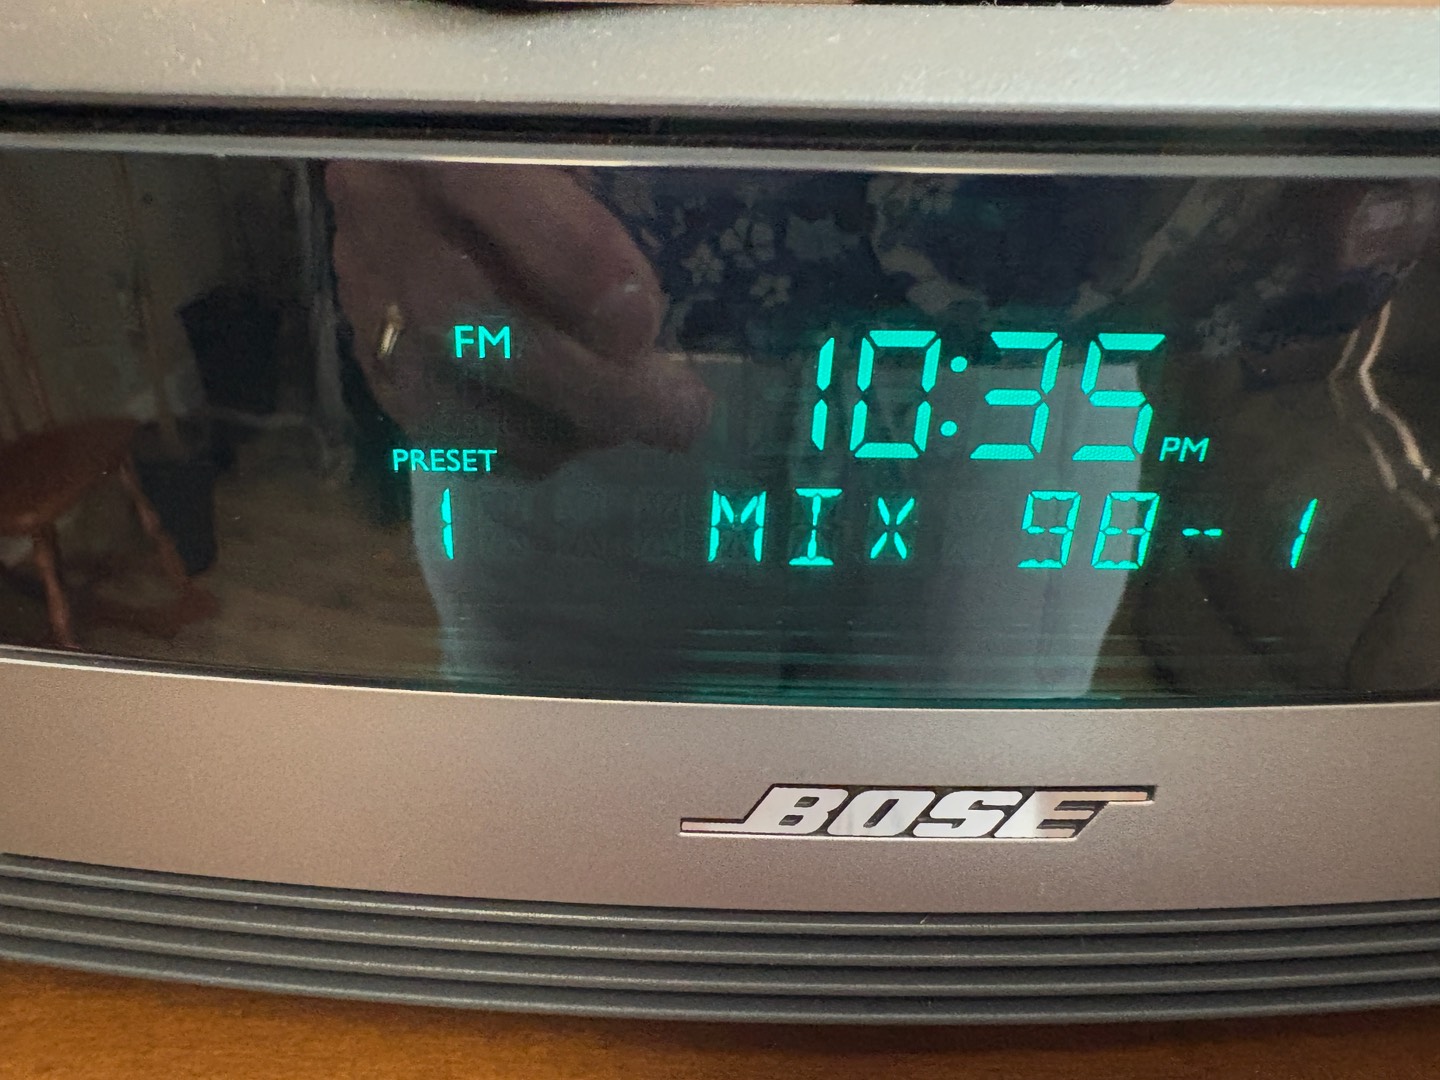 FM
10:35 PM
PRESET
1 MIX 98-1
BOSE